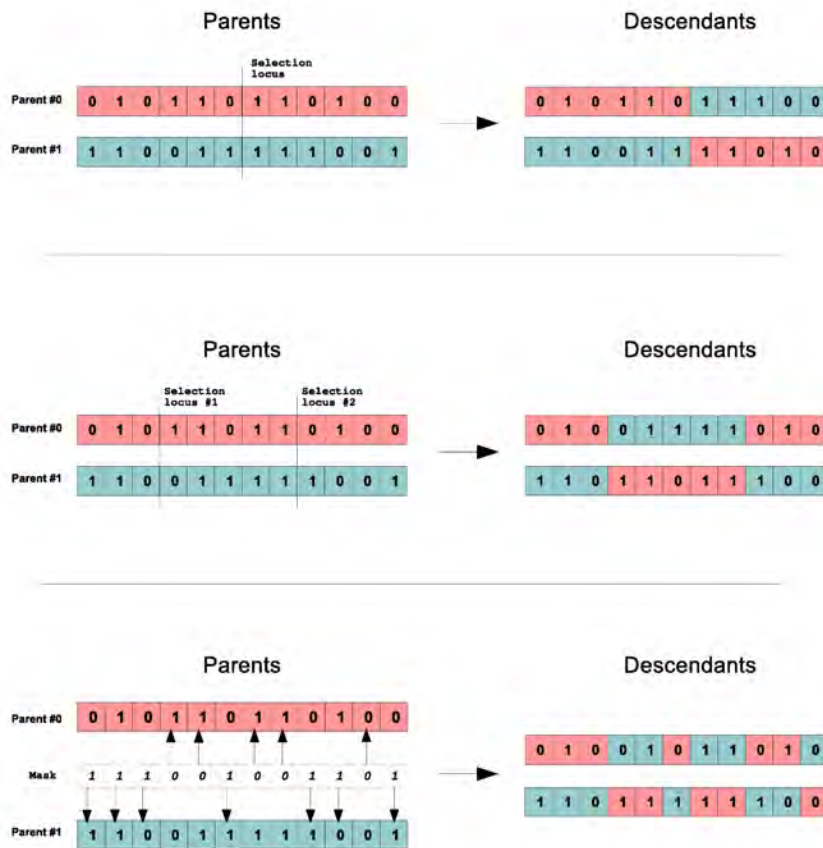 Parents Descendants
Selection
locus
Parent #0 0 1 0 1 1 0 1 1 0 1 0 0 0 1 0 1 1 0 1 1 1 0 0
Parent #1 1 1 0 0 1 1 1 1 1 0 0 1 1 1 0 0 1 1 1 1 0 1 0
Parents Descendants
Selection Selection
locus #1 locus #2
Parent #0 0 1 0 1 1 0 1 1 0 1 0 0 0 1 0 0 1 1 1 1 0 1 0
Parent #1 1 1 0 0 1 1 1 1 1 0 0 1 1 1 0 1 1 0 1 1 1 0 0
Parents Descendants
Parent #0 0 1 0 1 1 0 1 1 0 1 0 0
0 1 0 0 1 0 1 1 0 1 0
Mask 1 1 1 0 0 1 0 0 1 1 0 1
1 1 0 1 1 1 1 1 1 0 0
Parent #1 1 1 0 0 1 1 1 1 1 0 0 1